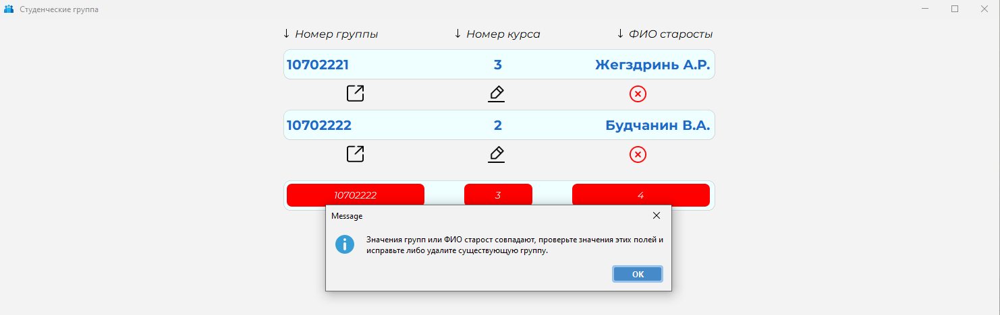 Студенческие группа
↓ Номер группы ↓ Номер курса ↓ ФИО старосты
10702221 3 Жегздринь А.Р.
10702222 2 Будчанин В.А.
10702222 3 4
Message
Значения групп или ФИО старост совпадают, проверьте значения этих полей и
исправьте либо удалите существующую группу.
OK